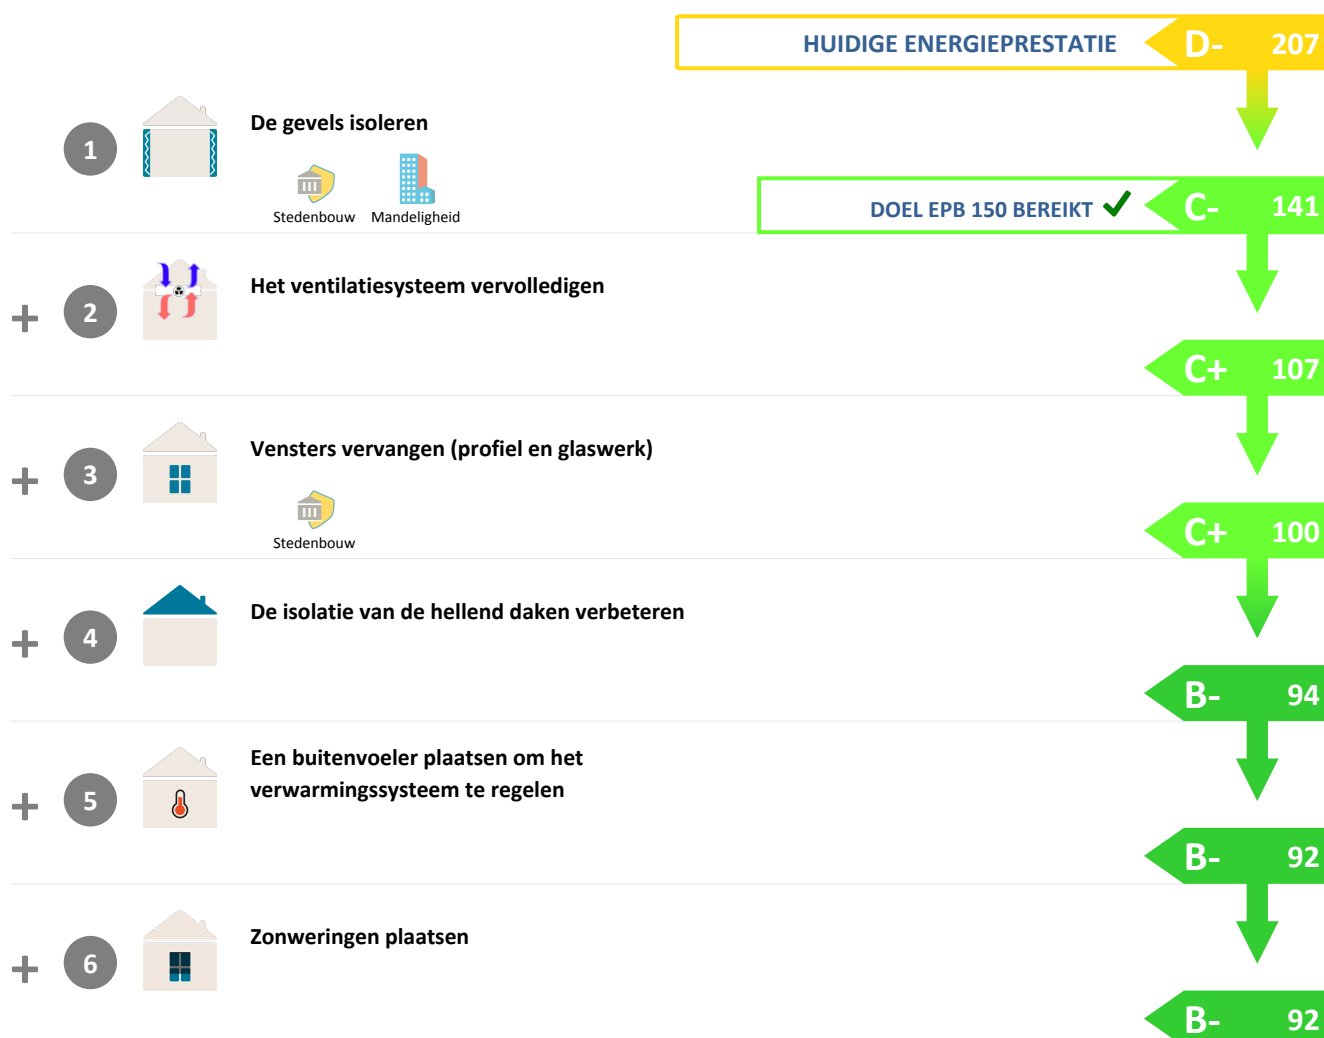 HUIDIGE ENERGIEPRESTATIE D- 207
1 De gevels isoleren
Stedenbouw Mandeligheid
DOEL EPB 150 BEREIKT C- 141
+ 2 Het ventilatiesysteem vervolledigen
C+ 107
+ 3 Vensters vervangen (profiel en glaswerk)
Stedenbouw
C+ 100
+ 4 De isolatie van de hellend daken verbeteren
B- 94
+ 5 Een buitenvoeler plaatsen om het
verwarmingssysteem te regelen
B- 92
+ 6 Zonweringen plaatsen
B- 92